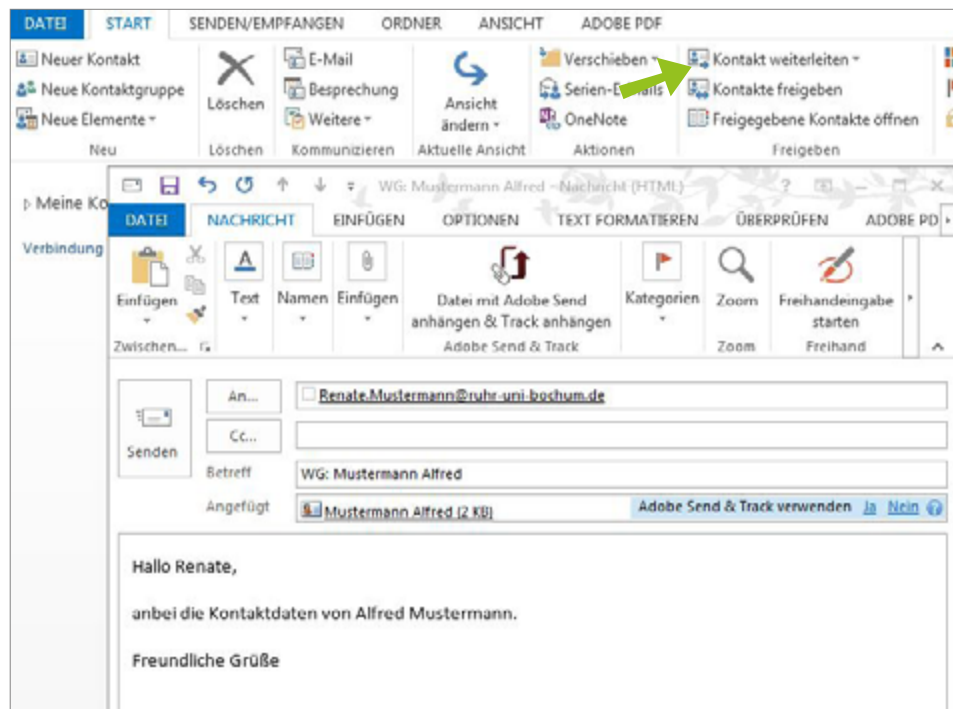 DATEI START SENDEN/EMPFANGEN ORDNER ANSICHT ADOBE PDF
Neuer Kontakt
Neue Kontaktgruppe
Neue Elemente
Neu
Löschen
Löschen
E-Mail
Besprechung
Weitere
Kommunizieren
Ansicht
ändern
Aktuelle Ansicht
Verschieben
Serien-E
OneNote
Aktionen
Kontakt weiterleiten
Kontakte freigeben
Freigegebene Kontakte öffnen
Freigeben
Meine Ko
Verbindung
WG: Mustermann Alfred - Nachricht (HTML)
DATEI NACHRICHT EINFÜGEN OPTIONEN TEXT FORMATIEREN ÜBERPRÜFEN ADOBE PD
Einfügen
Zwischen...
Text
Namen
Einfügen
Datei mit Adobe Send
anhängen & Track anhängen
Adobe Send & Track
Kategorien
Zoom
Zoom
Freihandeingabe
starten
Freihand
Senden
An... Renate.Mustermann@ruhr-uni-bochum.de
Cc...
Betreff WG: Mustermann Alfred
Angefügt Mustermann Alfred (2 KB) Adobe Send & Track verwenden Ja Nein
Hallo Renate,
anbei die Kontaktdaten von Alfred Mustermann.
Freundliche Grüße